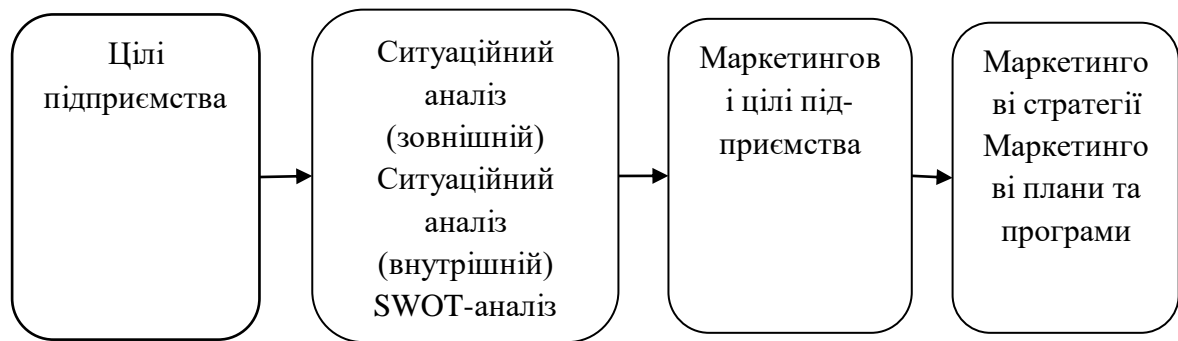 Цілі
підприємства
Ситуаційний
аналіз
(зовнішній)
Ситуаційний
аналіз
(внутрішній)
SWOT-аналіз
Маркетингов
і цілі під-
приємства
Маркетинго
ві стратегії
Маркетинго
ві плани та
програми